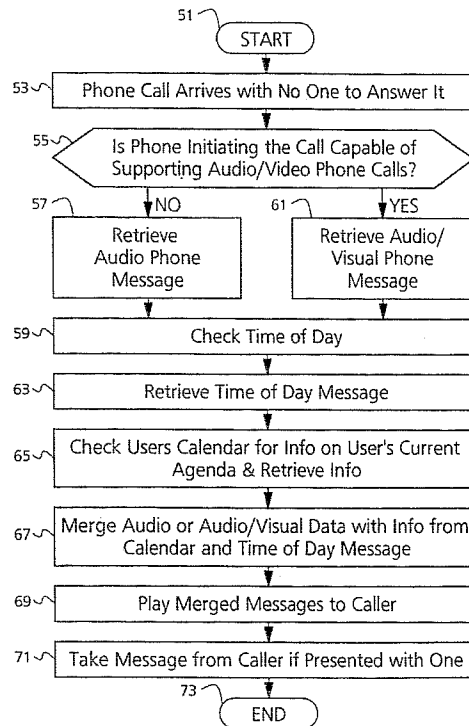 51
START
53
Phone Call Arrives with No One to Answer It
55
Is Phone Initiating the Call Capable of
Supporting Audio/Video Phone Calls?
57
NO
61
YES
Retrieve
Audio Phone
Message
Retrieve Audio/
Visual Phone
Message
59
Check Time of Day
63
Retrieve Time of Day Message
65
Check Users Calendar for Info on User's Current
Agenda & Retrieve Info
67
Merge Audio or Audio/Visual Data with Info from
Calendar and Time of Day Message
69
Play Merged Messages to Caller
71
Take Message from Caller if Presented with One
73
END